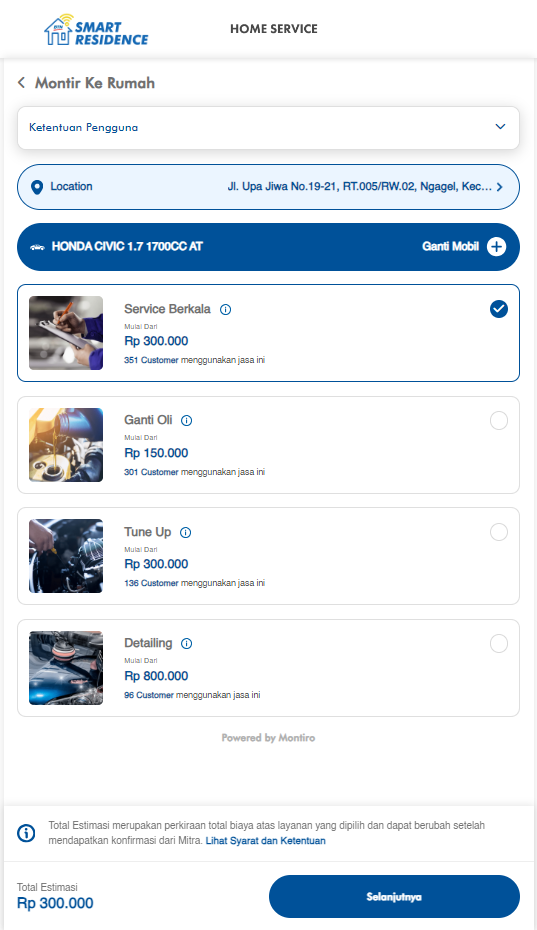 BTN
SMART
RESIDENCE
HOME SERVICE
Montir Ke Rumah
Ketentuan Pengguna
Location
Jl. Upa Jiwa No.19-21, RT.005/RW.02, Ngagel, Kec...
HONDA CIVIC 1.7 1700CC AT
Ganti Mobil
Service Berkala
Mulai Dari
Rp 300.000
351 Customer menggunakan jasa ini
Ganti Oli
Mulai Dari
Rp 150.000
301 Customer menggunakan jasa ini
Tune Up
Mulai Dari
Rp 300.000
136 Customer menggunakan jasa ini
Detailing
Mulai Dari
Rp 800.000
96 Customer menggunakan jasa ini
Powered by Montiro
Total Estimasi merupakan perkiraan total biaya atas layanan yang dipilih dan dapat berubah setelah
mendapatkan konfirmasi dari Mitra. Lihat Syarat dan Ketentuan
Total Estimasi
Rp 300.000
Selanjutnya